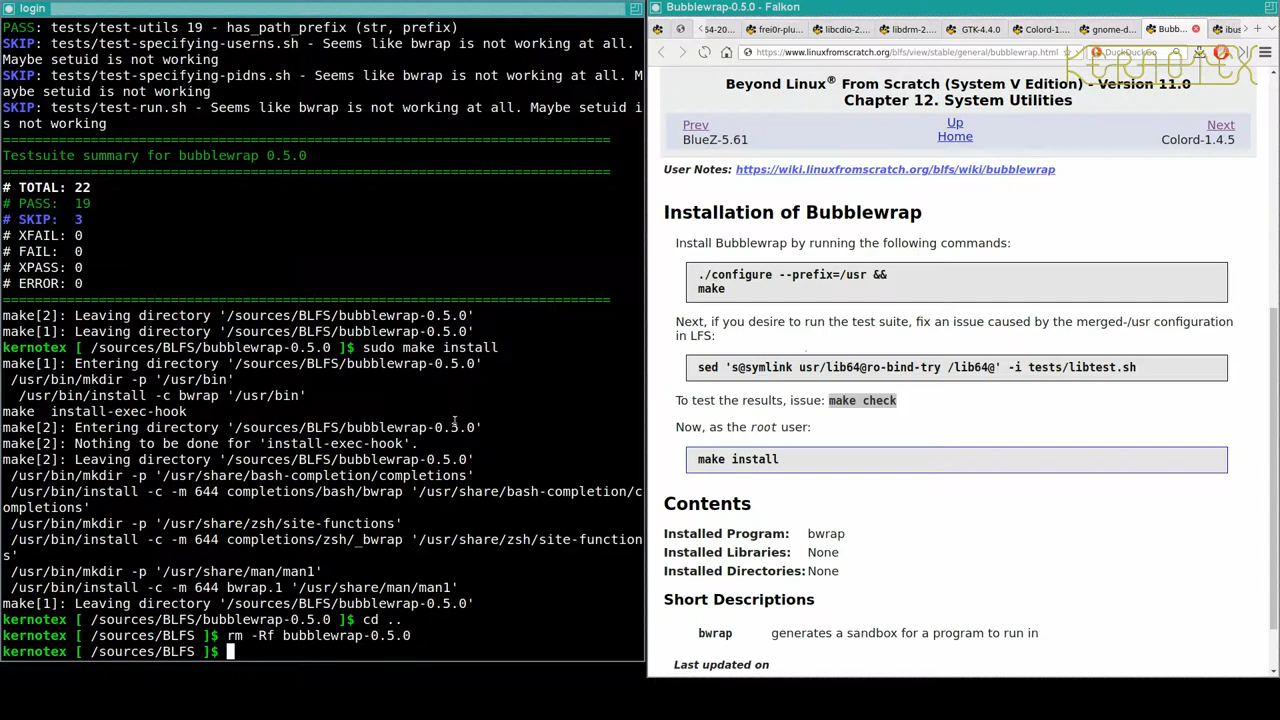 login
PASS: tests/test-utils 19 - has_path_prefix (str, prefix)
SKIP: tests/test-specifying-userns.sh - Seems like bwrap is not working at all.
Maybe setuid is not working
SKIP: tests/test-specifying-pidns.sh - Seems like bwrap is not working at all. M
aybe setuid is not working
SKIP: tests/test-run.sh - Seems like bwrap is not working at all. Maybe setuid i
s not working
============================================================================
Testsuite summary for bubblewrap 0.5.0
============================================================================
# TOTAL: 22
# PASS:  19
# SKIP:  3
# XFAIL: 0
# FAIL:  0
# XPASS: 0
# ERROR: 0
============================================================================
make[2]: Leaving directory '/sources/BLFS/bubblewrap-0.5.0'
make[1]: Leaving directory '/sources/BLFS/bubblewrap-0.5.0'
kernotex [ /sources/BLFS/bubblewrap-0.5.0 ]$ sudo make install
make[1]: Entering directory '/sources/BLFS/bubblewrap-0.5.0'
 /usr/bin/mkdir -p '/usr/bin'
  /usr/bin/install -c bwrap '/usr/bin'
make  install-exec-hook
make[2]: Entering directory '/sources/BLFS/bubblewrap-0.5.0'
make[2]: Nothing to be done for 'install-exec-hook'.
make[2]: Leaving directory '/sources/BLFS/bubblewrap-0.5.0'
 /usr/bin/mkdir -p '/usr/share/bash-completion/completions'
 /usr/bin/install -c -m 644 completions/bash/bwrap '/usr/share/bash-completion/c
ompletions'
 /usr/bin/mkdir -p '/usr/share/zsh/site-functions'
 /usr/bin/install -c -m 644 completions/zsh/_bwrap '/usr/share/zsh/site-function
s'
 /usr/bin/mkdir -p '/usr/share/man/man1'
 /usr/bin/install -c -m 644 bwrap.1 '/usr/share/man/man1'
make[1]: Leaving directory '/sources/BLFS/bubblewrap-0.5.0'
kernotex [ /sources/BLFS/bubblewrap-0.5.0 ]$ cd ..
kernotex [ /sources/BLFS ]$ rm -Rf bubblewrap-0.5.0
kernotex [ /sources/BLFS ]$
Bubblewrap-0.5.0 - Falkon
64-20... frei0r-plu... libcdio-2... libdrm-2.... GTK-4.4.0 Colord-1.... gnome-d... Bubb... ibus
https://www.linuxfromscratch.org/blfs/view/stable/general/bubblewrap.html DuckDuckGo
KERNOTEX
Beyond Linux® From Scratch (System V Edition) - Version 11.0
Chapter 12. System Utilities
Prev Up Next
BlueZ-5.61 Home Colord-1.4.5
User Notes: https://wiki.linuxfromscratch.org/blfs/wiki/bubblewrap
Installation of Bubblewrap
Install Bubblewrap by running the following commands:
./configure --prefix=/usr &&
make
Next, if you desire to run the test suite, fix an issue caused by the merged-/usr configuration
in LFS:
sed 's@symlink usr/lib64@ro-bind-try /lib64@' -i tests/libtest.sh
To test the results, issue: make check
Now, as the root user:
make install
Contents
Installed Program: bwrap
Installed Libraries: None
Installed Directories: None
Short Descriptions
bwrap generates a sandbox for a program to run in
Last updated on